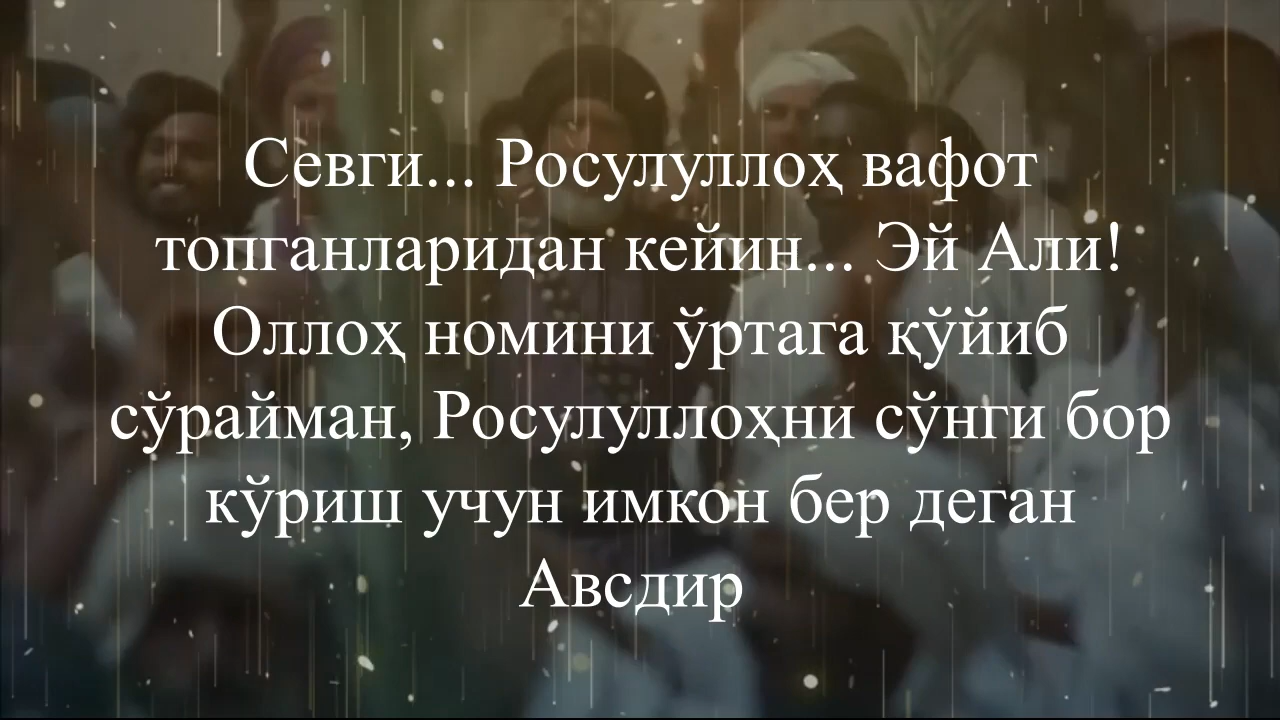 Севги... Росулуллоҳ вафот
топганларидан кейин... Эй Али!
Оллоҳ номини ўртага қўйиб
сўрайман, Росулуллоҳни сўнги бор
кўриш учун имкон бер деган
Авсдир